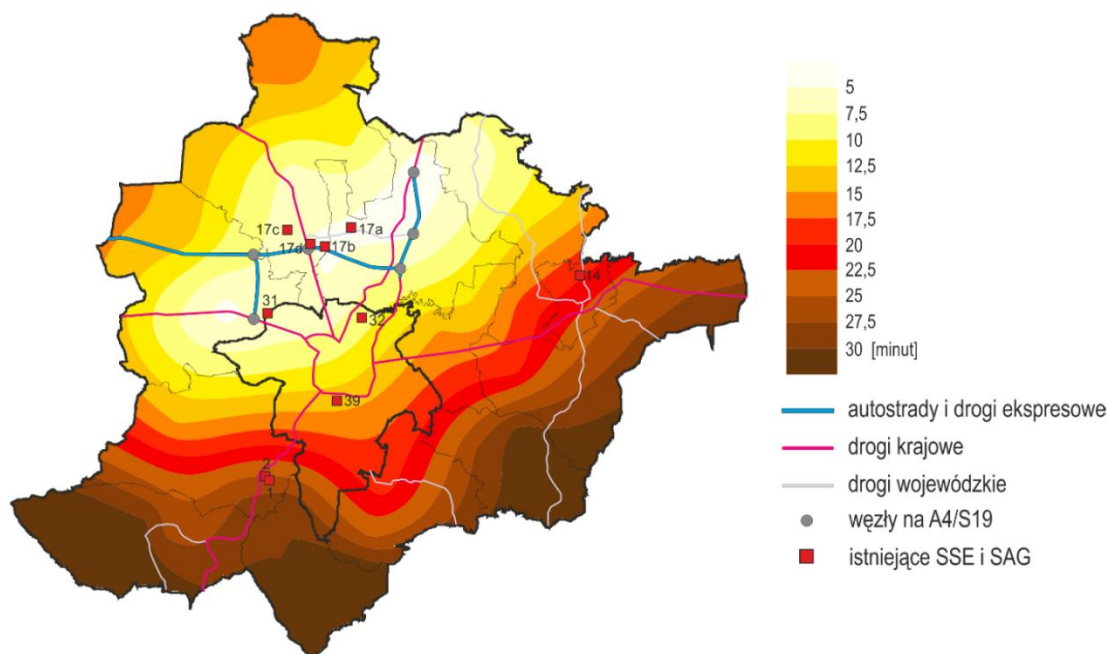 5
7,5
10
12,5
15
17,5
20
22,5
25
27,5
30 [minut]
autostrady i drogi ekspresowe
drogi krajowe
drogi wojewódzkie
węzły na A4/S19
istniejące SSE i SAG
17c
17a
17d
17b
14
31
32
39
2
1